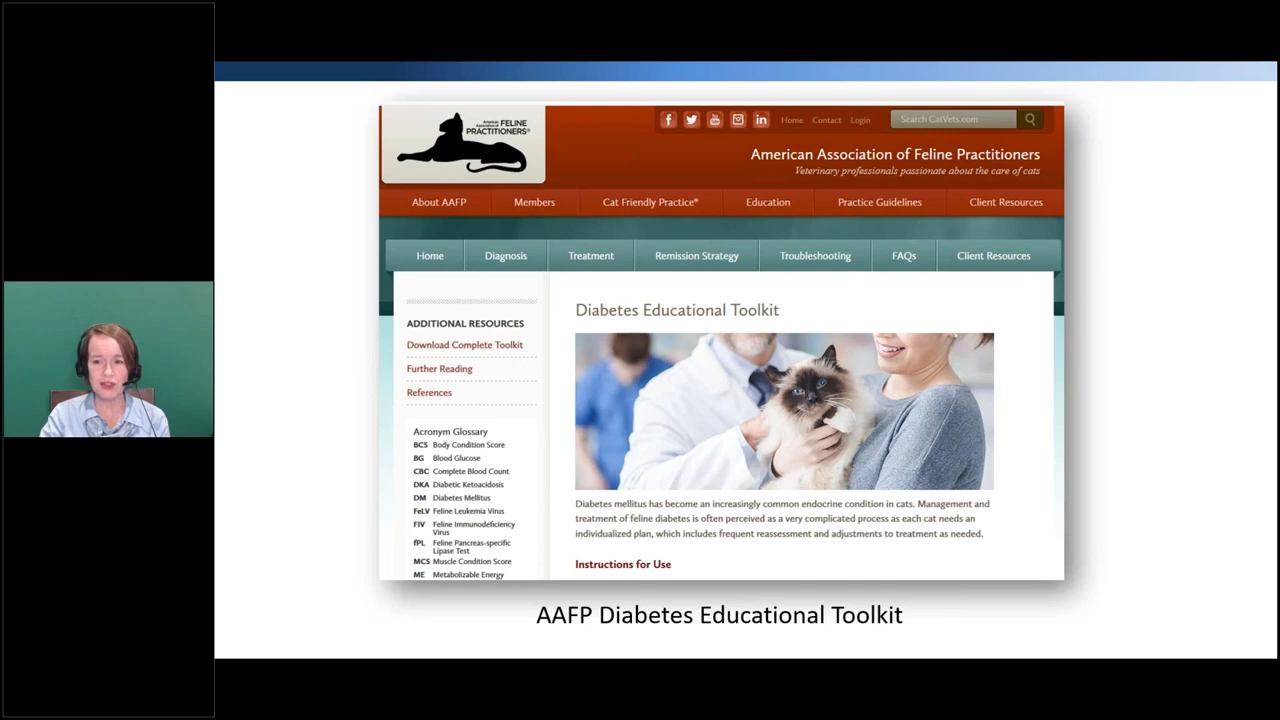 American Association of FELINE
PRACTITIONERS®
Home Contact Login
Search CatVets.com
American Association of Feline Practitioners
Veterinary professionals passionate about the care of cats
About AAFP Members Cat Friendly Practice® Education Practice Guidelines Client Resources
Home Diagnosis Treatment Remission Strategy Troubleshooting FAQs Client Resources
ADDITIONAL RESOURCES
Download Complete Toolkit
Further Reading
References
Acronym Glossary
BCS Body Condition Score
BG Blood Glucose
CBC Complete Blood Count
DKA Diabetic Ketoacidosis
DM Diabetes Mellitus
FeLV Feline Leukemia Virus
FIV Feline Immunodeficiency
Virus
fPL Feline Pancreas-specific
Lipase Test
MCS Muscle Condition Score
ME Metabolizable Energy
Diabetes Educational Toolkit
Diabetes mellitus has become an increasingly common endocrine condition in cats. Management and
treatment of feline diabetes is often perceived as a very complicated process as each cat needs an
individualized plan, which includes frequent reassessment and adjustments to treatment as needed.
Instructions for Use
AAFP Diabetes Educational Toolkit